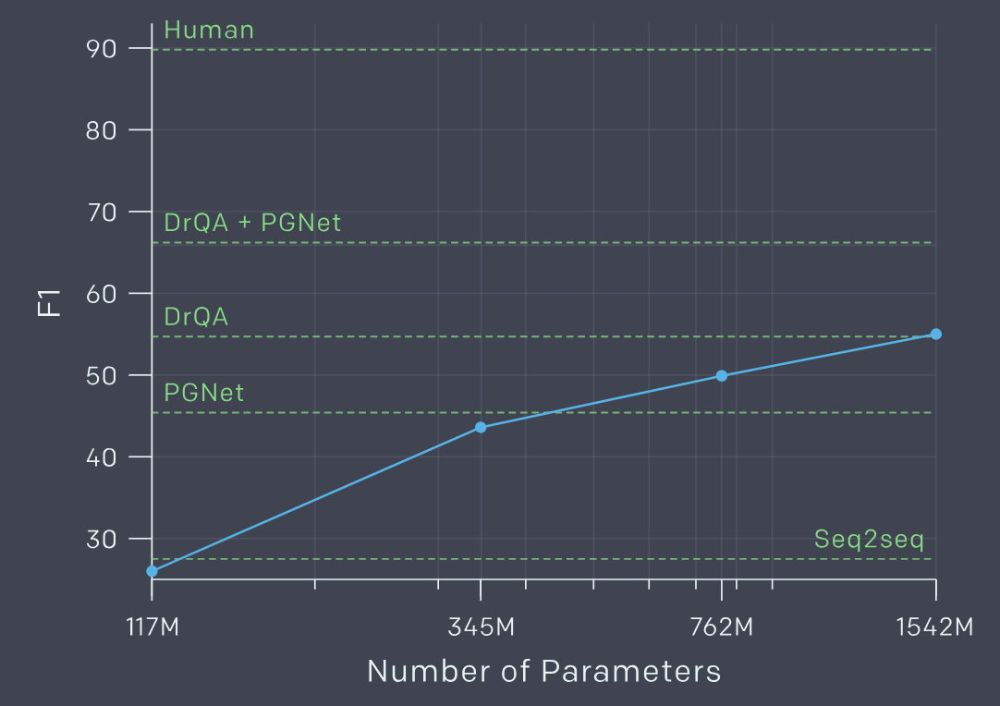 Human
90
80
70
DrQA + PGNet
60
F1
DrQA
50
PGNet
40
30
Seq2seq
117M 345M 762M 1542M
Number of Parameters